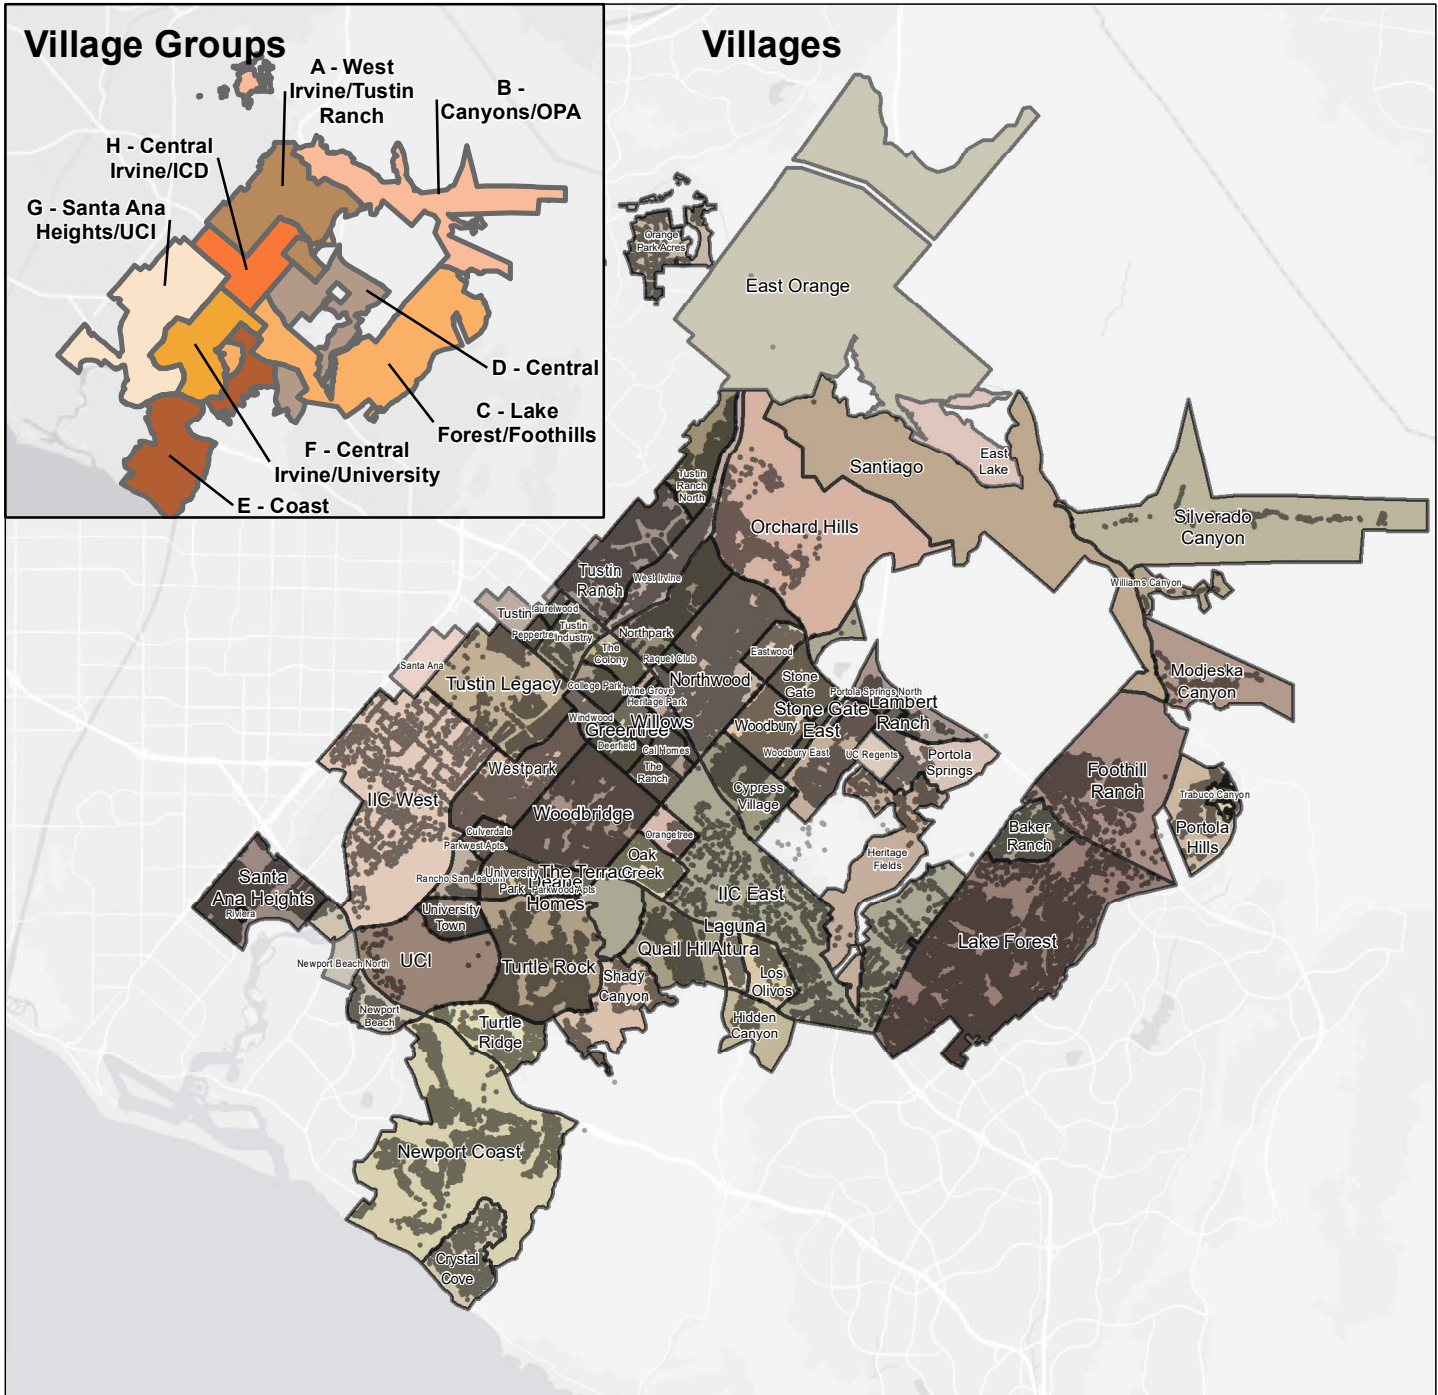 Village Groups
A - West
Irvine/Tustin
Ranch
B -
Canyons/OPA
H - Central
Irvine/ICD
G - Santa Ana
Heights/UCI
D - Central
C - Lake
Forest/Foothills
F - Central
Irvine/University
E - Coast
Villages
Orange
Park Acres
East Orange
Santiago
East
Lake
Tustin
Ranch
North
Orchard Hills
Silverado
Canyon
Tustin
Ranch
West Irvine
Williams Canyon
Tustin
aurelwood
Peppertre
Tustin
Industry
Northpark
The
Colony
Raquet Club
Eastwood
Santa Ana
Tustin Legacy
College Park
Irvine Grove
Heritage Park
Northwood
Stone
Gate
Portola Springs North
Modjeska
Canyon
Windwood
Willows
Greentree
Deerfield
Cal Homes
Woodbury
Stone Gate
East
Lambert
Ranch
Woodbury East
UC Regents
Portola
Springs
Westpark
The
Ranch
Foothill
Ranch
IIC West
Woodbridge
Cypress
Village
Trabuco Canyon
Portola
Hills
Culverdale
Parkwest Apts.
Orangetree
Baker
Ranch
Oak
Creek
Heritage
Fields
Rancho San Joaquin
University
Park
The Terrac
Deane
Homes
Parkwood Apts
Santa
Ana Heights
Riviera
IIC East
University
Town
Laguna
Altura
Quail Hill
Lake Forest
Newport Beach North
UCI
Turtle Rock
Shady
Canyon
Los
Olivos
Newport
Beach
Turtle
Ridge
Hidden
Canyon
Newport Coast
Crystal
Cove